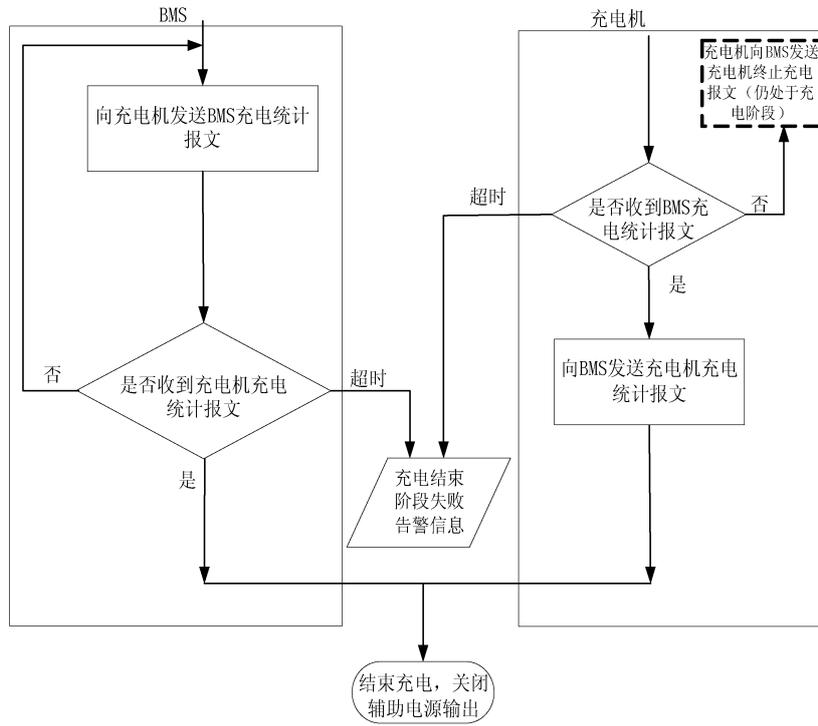 BMS
充电机
充电机向BMS发送
充电机终止充电
报文（仍处于充
电阶段）
向充电机发送BMS充电统计
报文
超时
是否收到BMS充
电统计报文
否
是
向BMS发送充电机充电
统计报文
否
是否收到充电机充电
统计报文
超时
是
充电结束
阶段失败
告警信息
结束充电，关闭
辅助电源输出